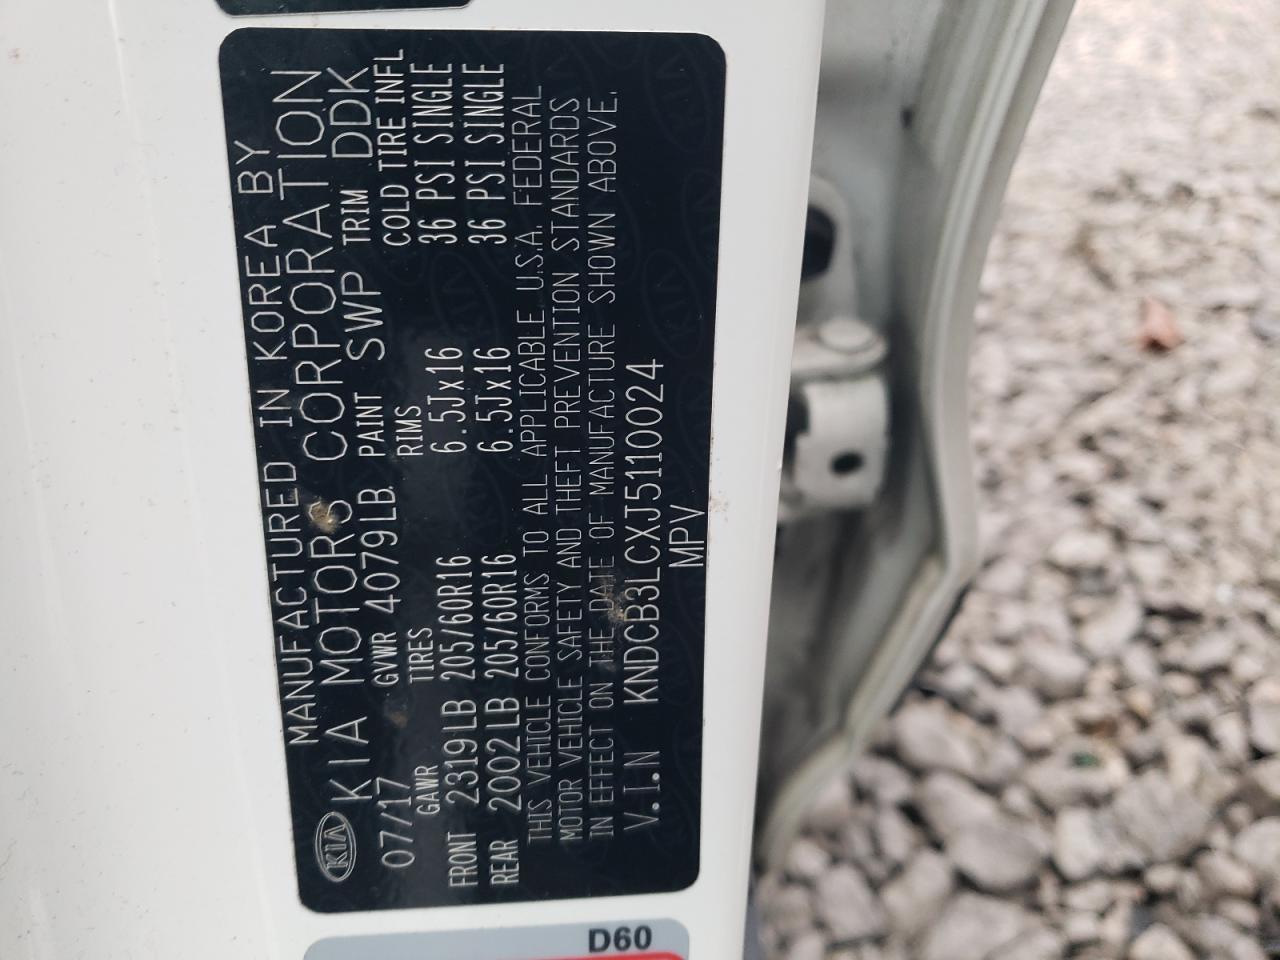 MANUFACTURED IN KOREA BY
KIA KIA MOTORS CORPORATION
07/17 GVWR 4079LB PAINT SWP TRIM DDK
GAWR TIRES RIMS COLD TIRE INFL
FRONT 2319LB 205/60R16 6.5Jx16 36 PSI SINGLE
REAR 2002LB 205/60R16 6.5Jx16 36 PSI SINGLE
THIS VEHICLE CONFORMS TO ALL APPLICABLE U.S.A. FEDERAL
MOTOR VEHICLE SAFETY AND THEFT PREVENTION STANDARDS
IN EFFECT ON THE DATE OF MANUFACTURE SHOWN ABOVE.
V.I.N KNDCB3LCXJ5110024
MPV
D60